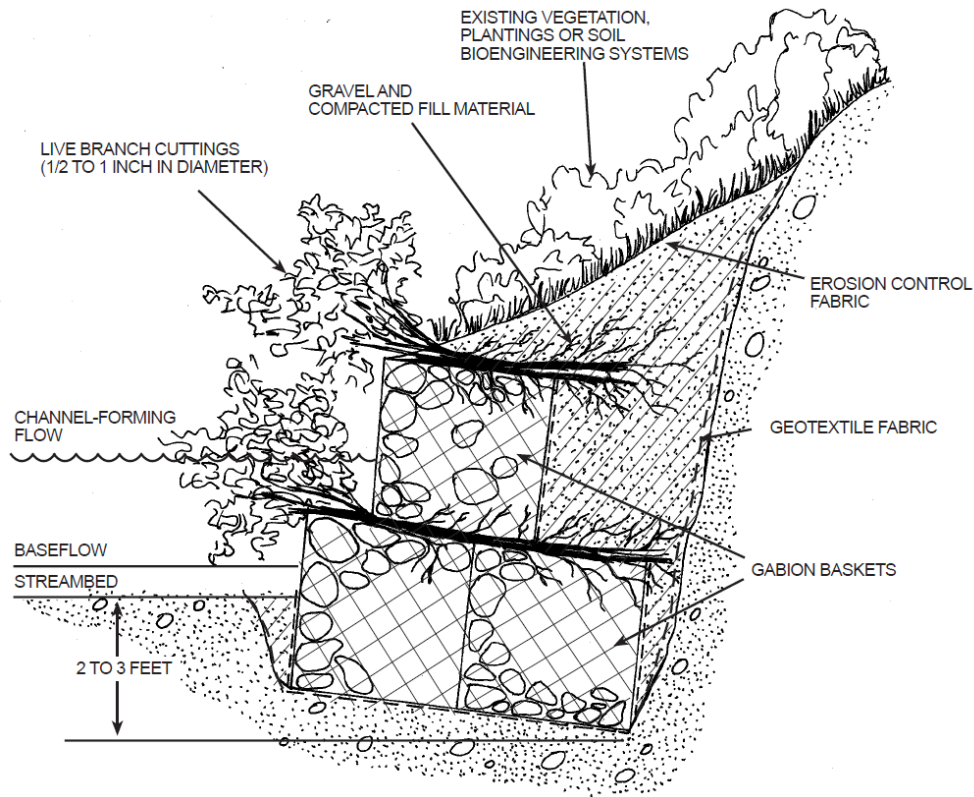 EXISTING VEGETATION,
PLANTINGS OR SOIL
BIOENGINEERING SYSTEMS
GRAVEL AND
COMPACTED FILL MATERIAL
LIVE BRANCH CUTTINGS
(1/2 TO 1 INCH IN DIAMETER)
EROSION CONTROL
FABRIC
CHANNEL-FORMING
FLOW
GEOTEXTILE FABRIC
BASEFLOW
STREAMBED
GABION BASKETS
2 TO 3 FEET